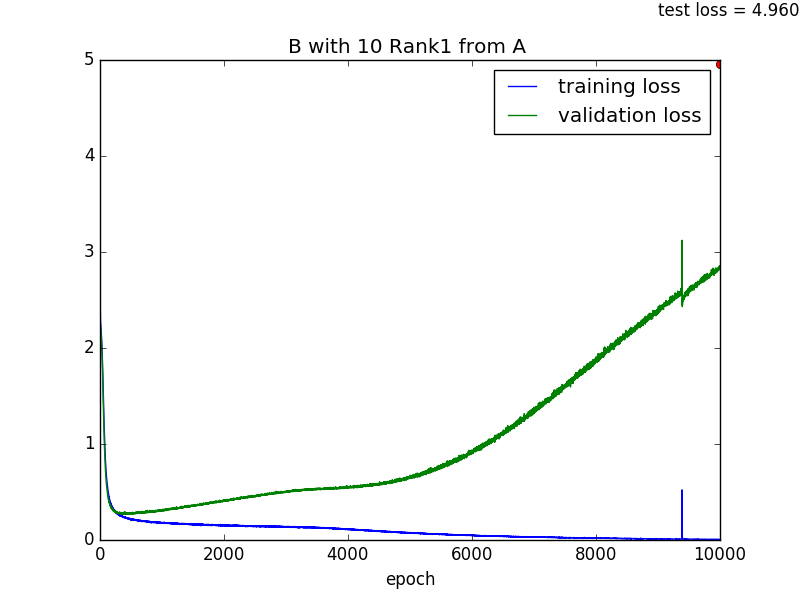 test loss = 4.960
B with 10 Rank1 from A
training loss
validation loss
5
4
3
2
1
0
0 2000 4000 6000 8000 10000
epoch